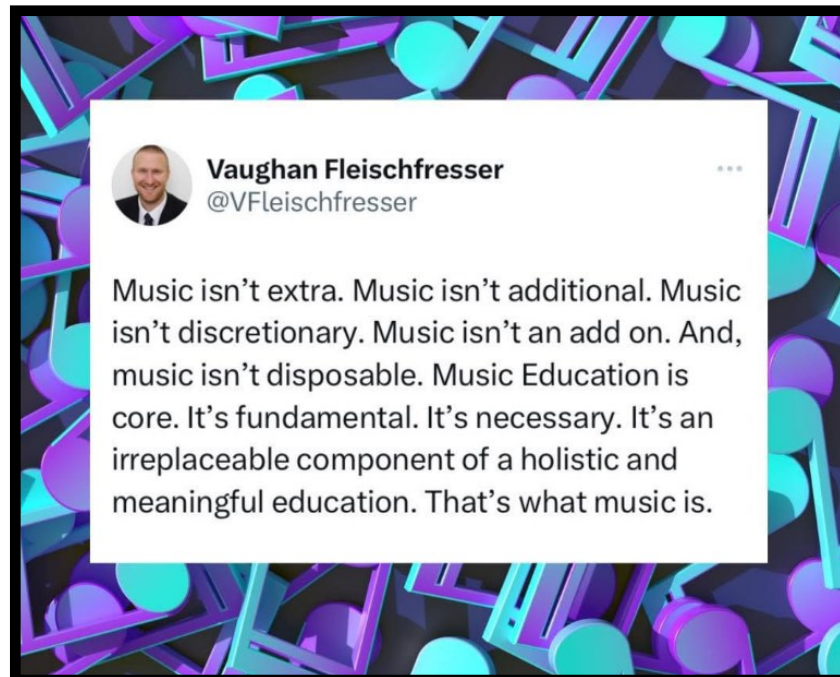 Vaughan Fleischfresser
@VFleischfresser
Music isn’t extra. Music isn’t additional. Music
isn’t discretionary. Music isn’t an add on. And,
music isn’t disposable. Music Education is
core. It’s fundamental. It’s necessary. It’s an
irreplaceable component of a holistic and
meaningful education. That’s what music is.